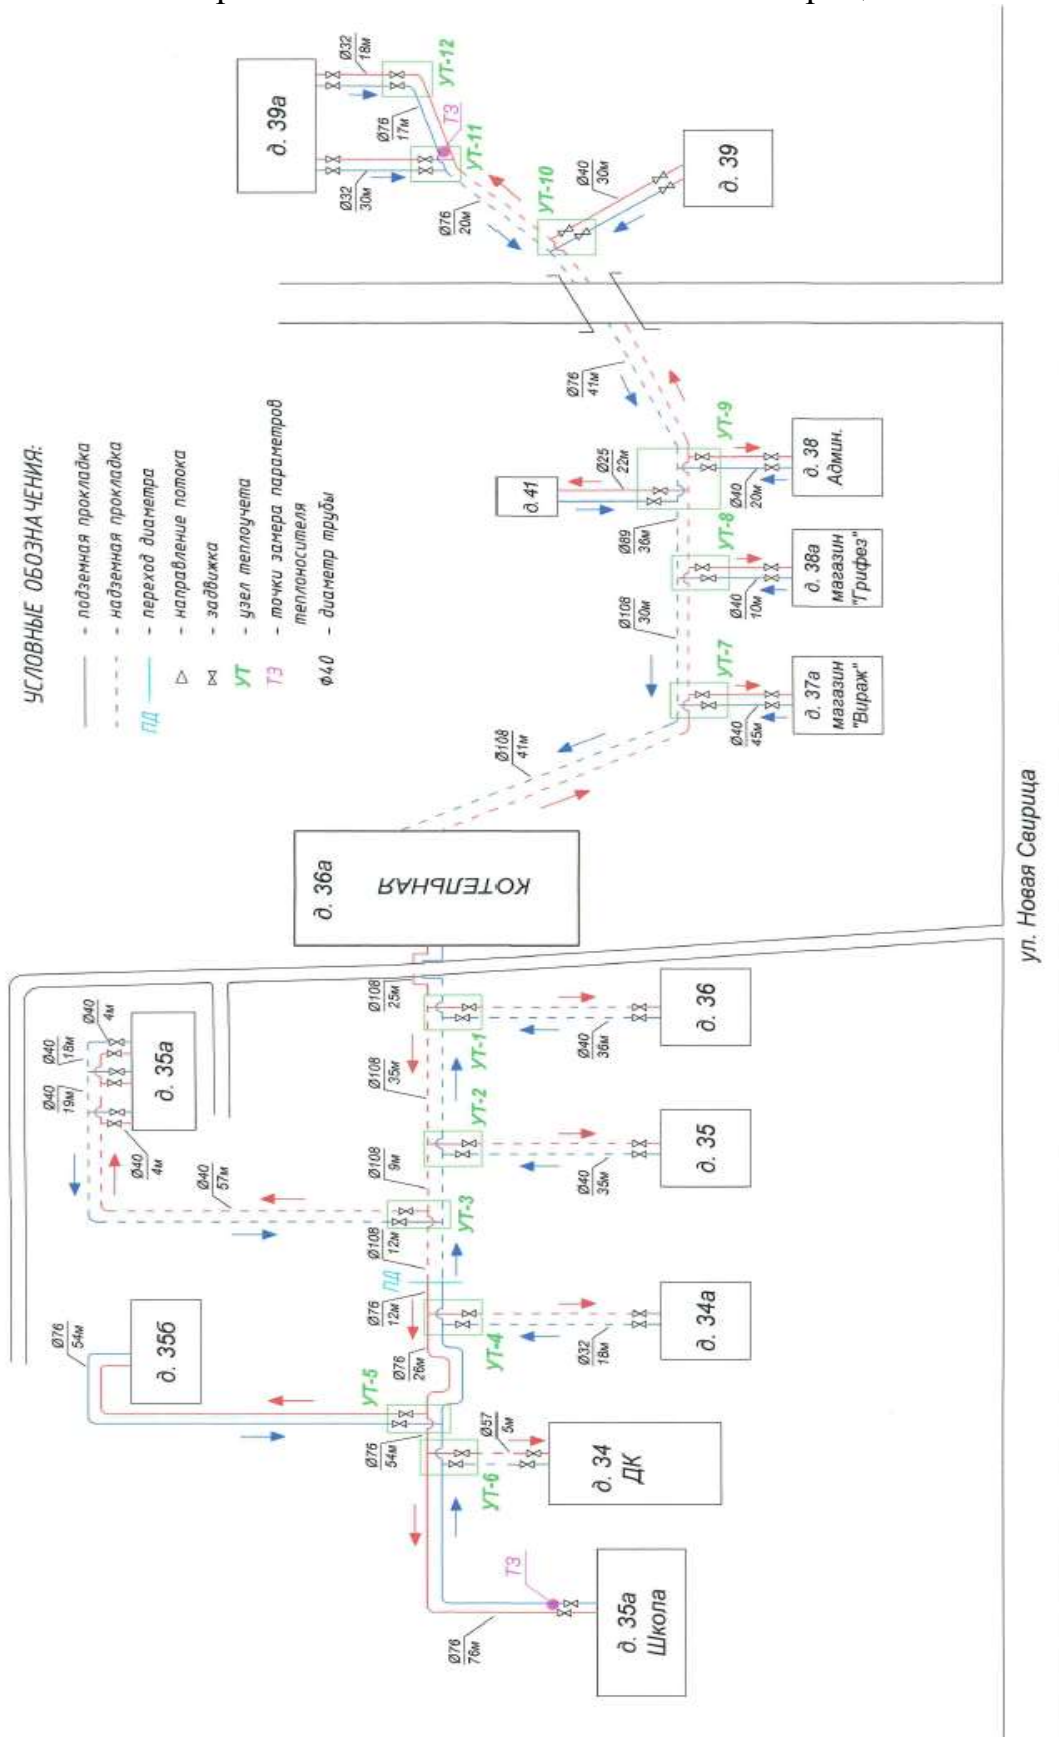 УСЛОВНЫЕ ОБОЗНАЧЕНИЯ:
- подземная прокладка
- надземная прокладка
ПД - переход диаметра
- направление потока
- задвижка
УТ - узел теплоучета
ТЗ - точки замера параметров
теплоносителя
ф40 - диаметр трубы
д. 39а
Ø32
18м
УТ-12
Ø76
17м
ТЗ
УТ-11
Ø32
30м
Ø76
20м
УТ-10
Ø40
30м
д. 39
Ø76
41м
УТ-9
Ø25
22м
д.41
д. 38
Админ.
Ø40
20м
Ø89
36м
УТ-8
д. 38а
магазин
"Грифез"
Ø40
10м
Ø108
30м
УТ-7
д. 37а
магазин
"Вираж"
Ø40
45м
Ø108
41м
д. 36а
КОТЕЛЬНАЯ
ул. Новая Свирица
Ø108
25м
УТ-1
Ø40
36м
д. 36
Ø108
35м
УТ-2
Ø40
35м
д. 35
Ø108
9м
УТ-3
Ø40
4м
Ø40
18м
Ø40
19м
д. 35а
Ø40
4м
Ø40
57м
Ø108
12м
ПД
Ø76
12м
УТ-4
Ø32
18м
д. 34а
Ø76
26м
УТ-5
Ø76
54м
д. 35б
Ø76
54м
УТ-6
Ø57
5м
д. 34
ДК
ТЗ
Ø76
76м
д. 35а
Школа